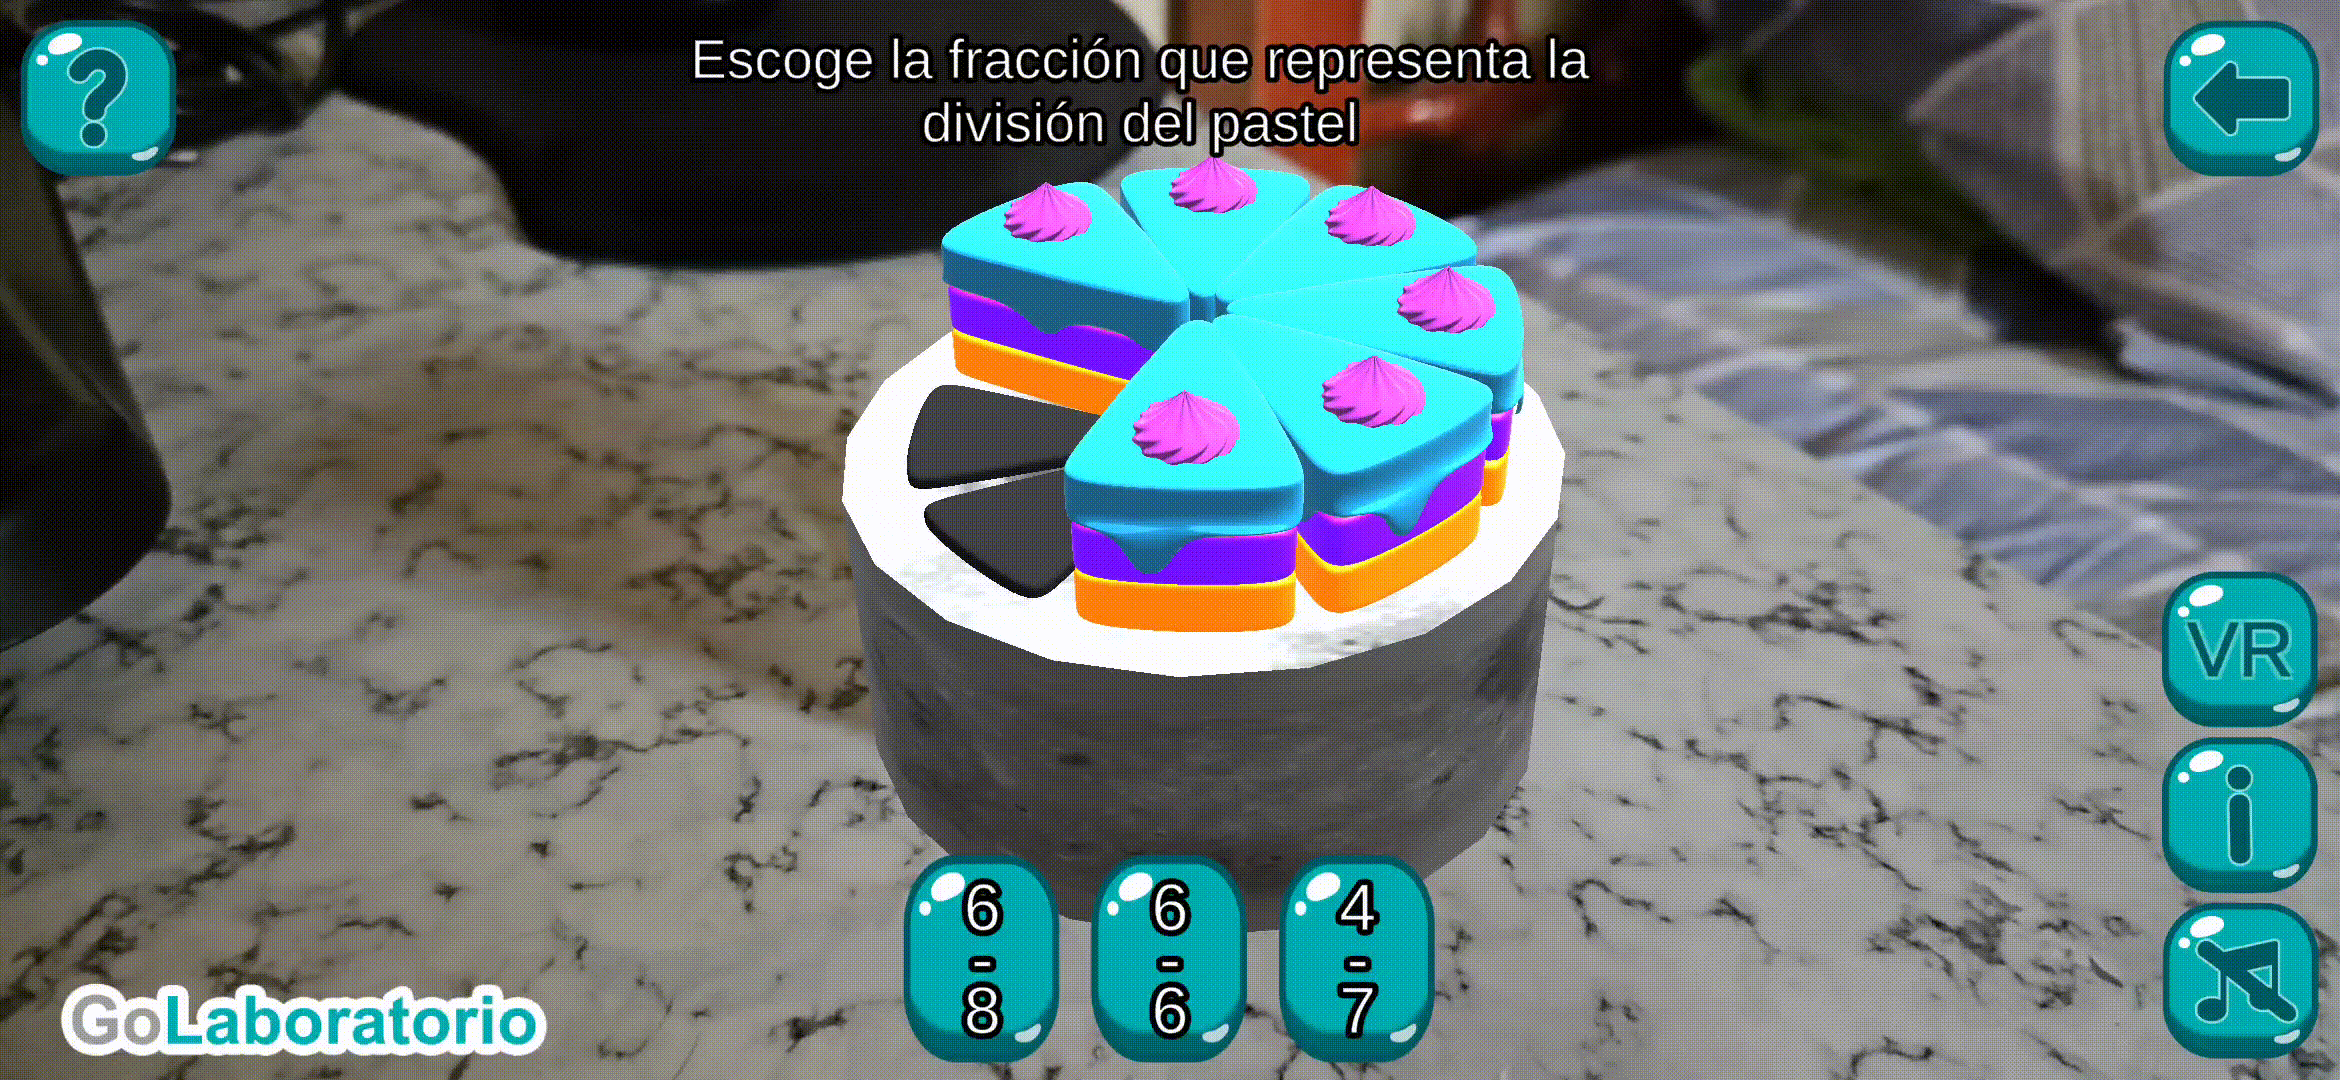 Escoge la fracción que representa la
división del pastel
VR
6
-
8
6
-
6
4
-
7
GoLaboratorio